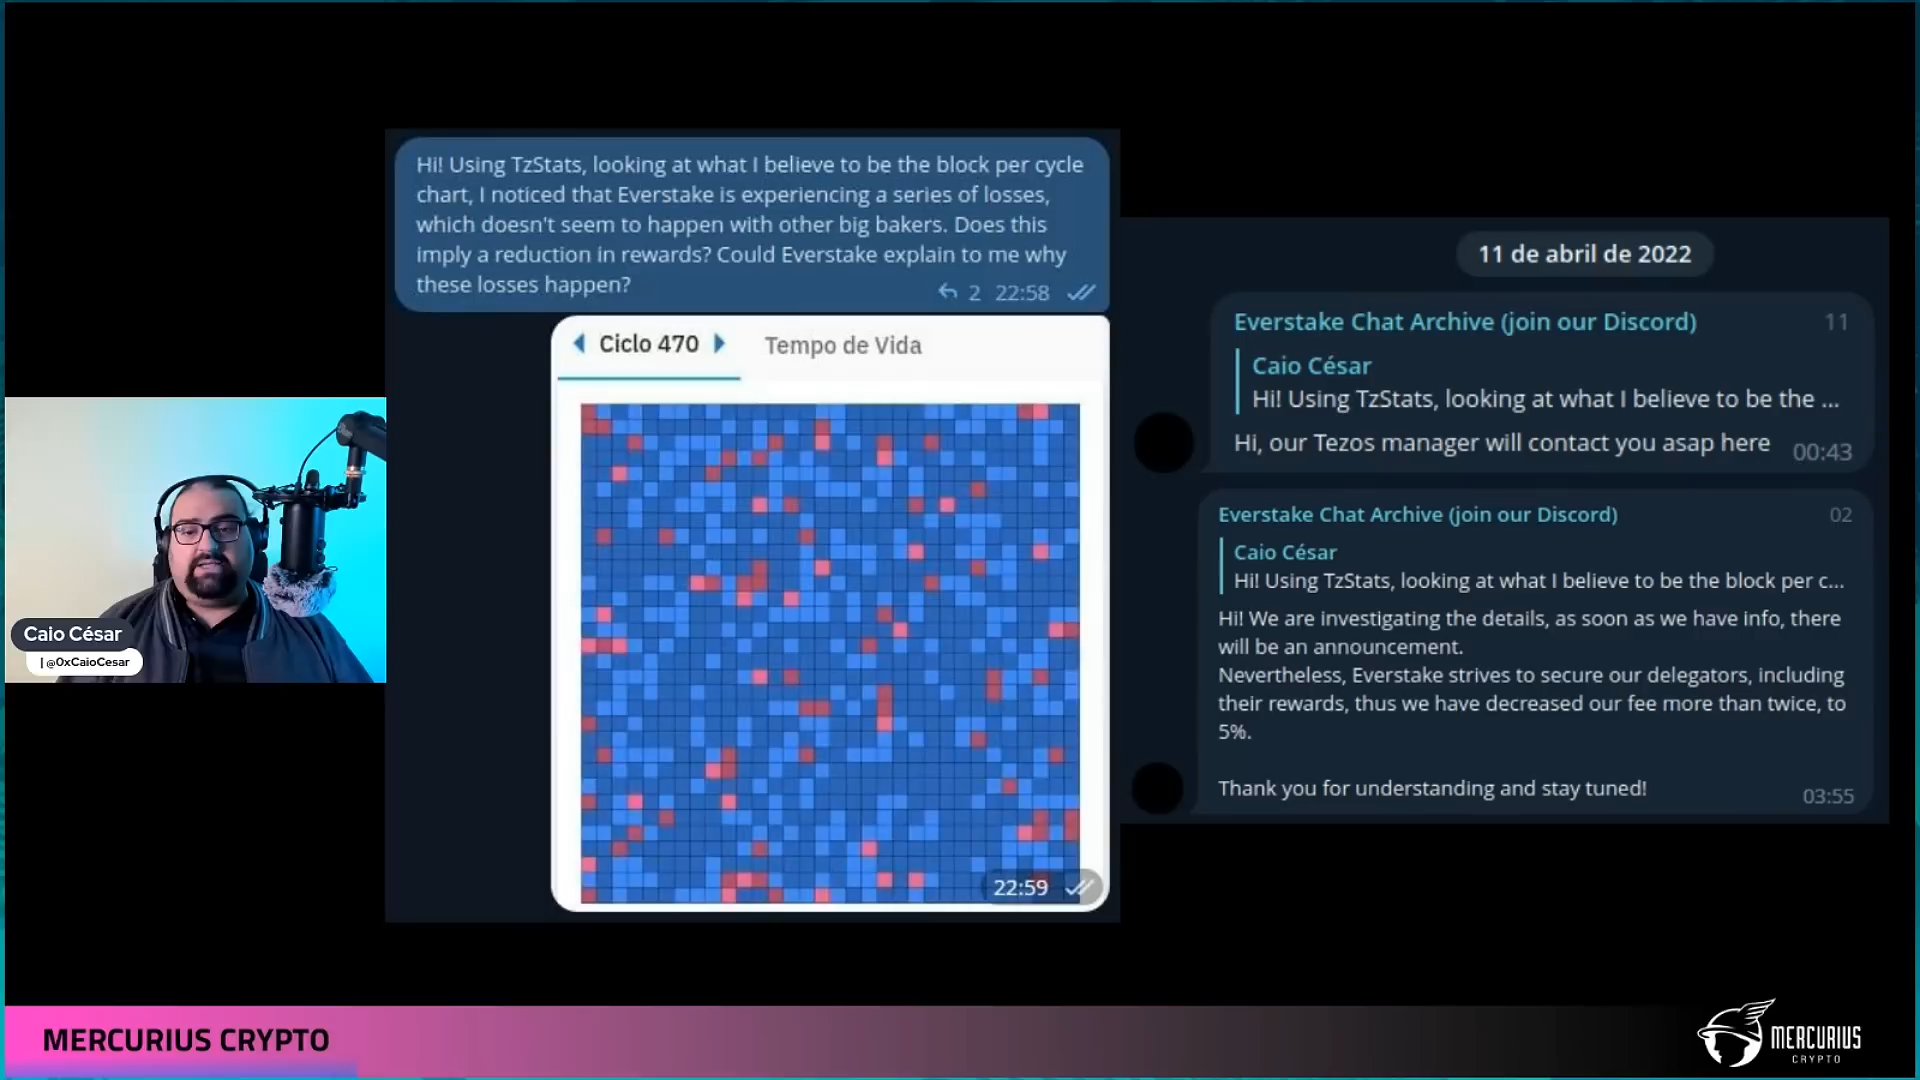 Hi! Using TzStats, looking at what I believe to be the block per cycle
chart, I noticed that Everstake is experiencing a series of losses,
which doesn't seem to happen with other big bakers. Does this
imply a reduction in rewards? Could Everstake explain to me why
these losses happen?
2 22:58
Ciclo 470
Tempo de Vida
22:59
11 de abril de 2022
Everstake Chat Archive (join our Discord)
11
Caio César
Hi! Using TzStats, looking at what I believe to be the ...
Hi, our Tezos manager will contact you asap here
00:43
Everstake Chat Archive (join our Discord)
02
Caio César
Hi! Using TzStats, looking at what I believe to be the block per c...
Hi! We are investigating the details, as soon as we have info, there
will be an announcement.
Nevertheless, Everstake strives to secure our delegators, including
their rewards, thus we have decreased our fee more than twice, to
5%.
Thank you for understanding and stay tuned!
03:55
Caio César
| @0xCaioCesar
MERCURIUS CRYPTO
MERCURIUS
CRYPTO